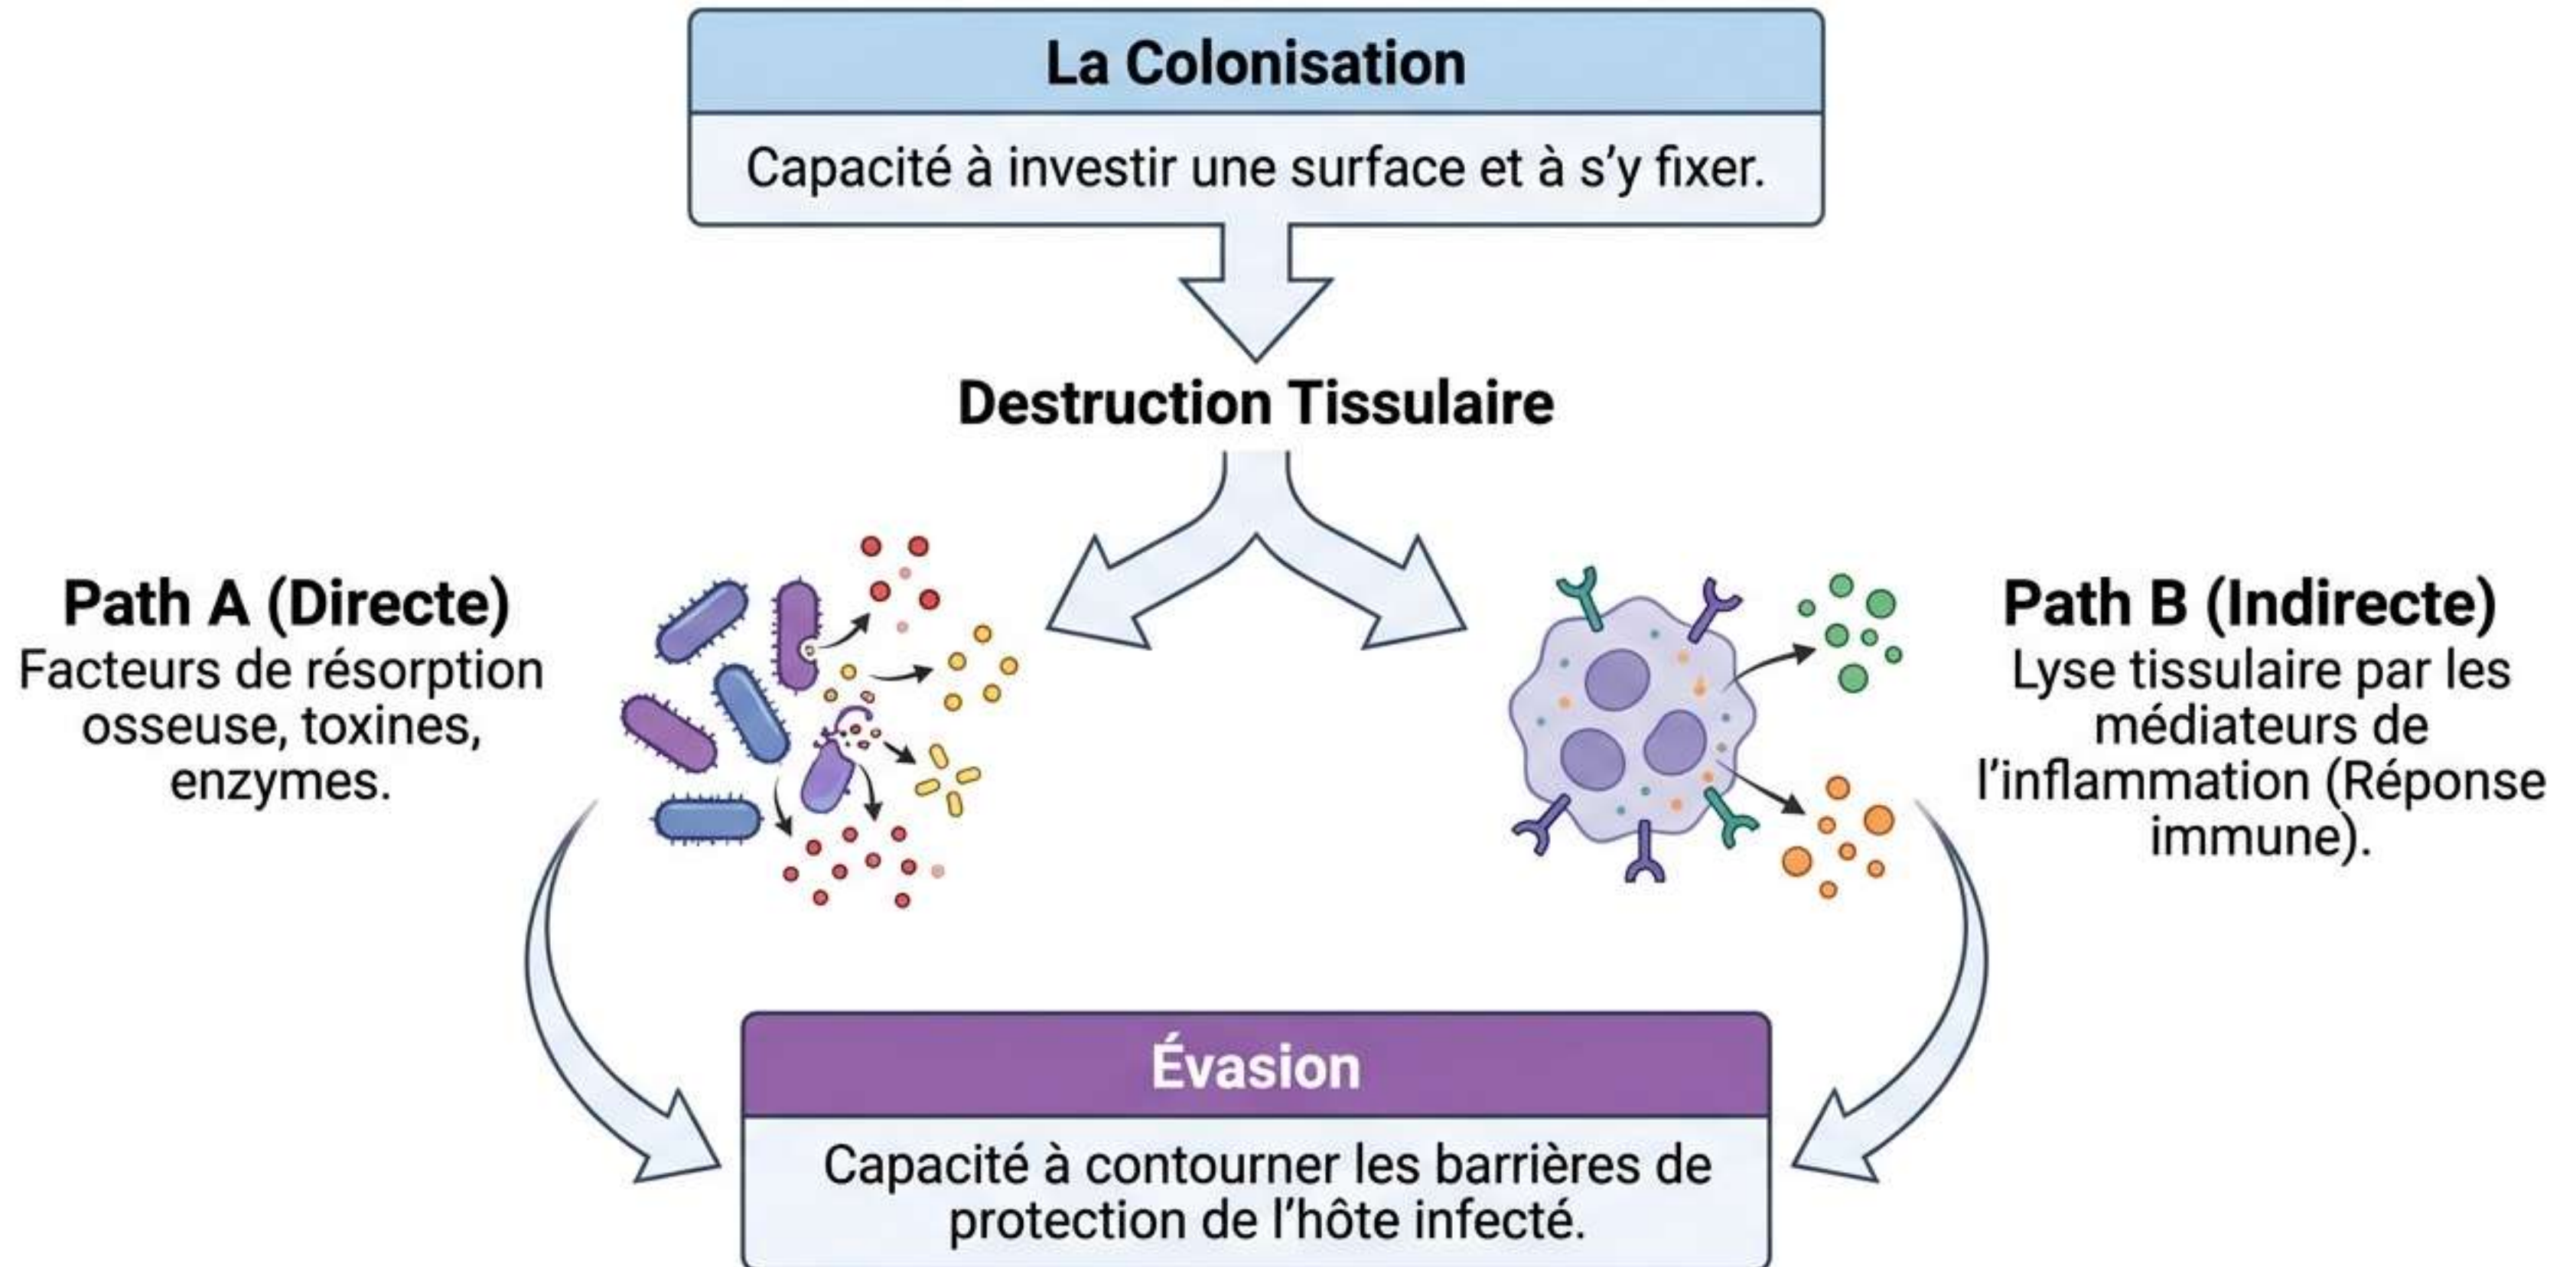 La Colonisation
Capacité à investir une surface et à s’y fixer.
Destruction Tissulaire
Path A (Directe)
Facteurs de résorption
osseuse, toxines,
enzymes.
Path B (Indirecte)
Lyse tissulaire par les
médiateurs de
l’inflammation (Réponse
immune).
Évasion
Capacité à contourner les barrières de
protection de l’hôte infecté.